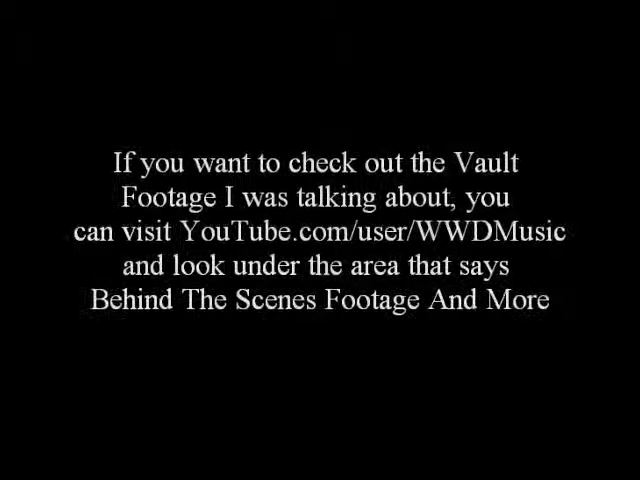 If you want to check out the Vault
Footage I was talking about, you
can visit YouTube.com/user/WWDMusic
and look under the area that says
Behind The Scenes Footage And More